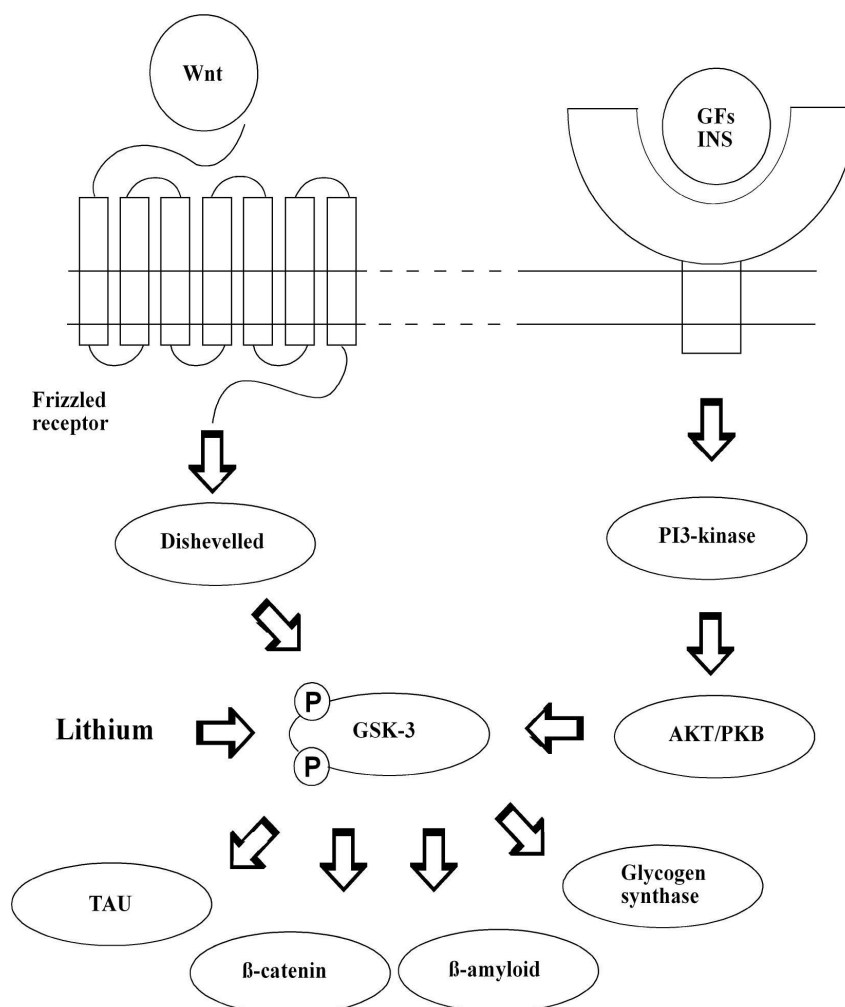 Wnt
GFs
INS
Frizzled
receptor
Dishevelled
PI3-kinase
Lithium
P
GSK-3
P
AKT/PKB
TAU
ß-catenin
ß-amyloid
Glycogen
synthase